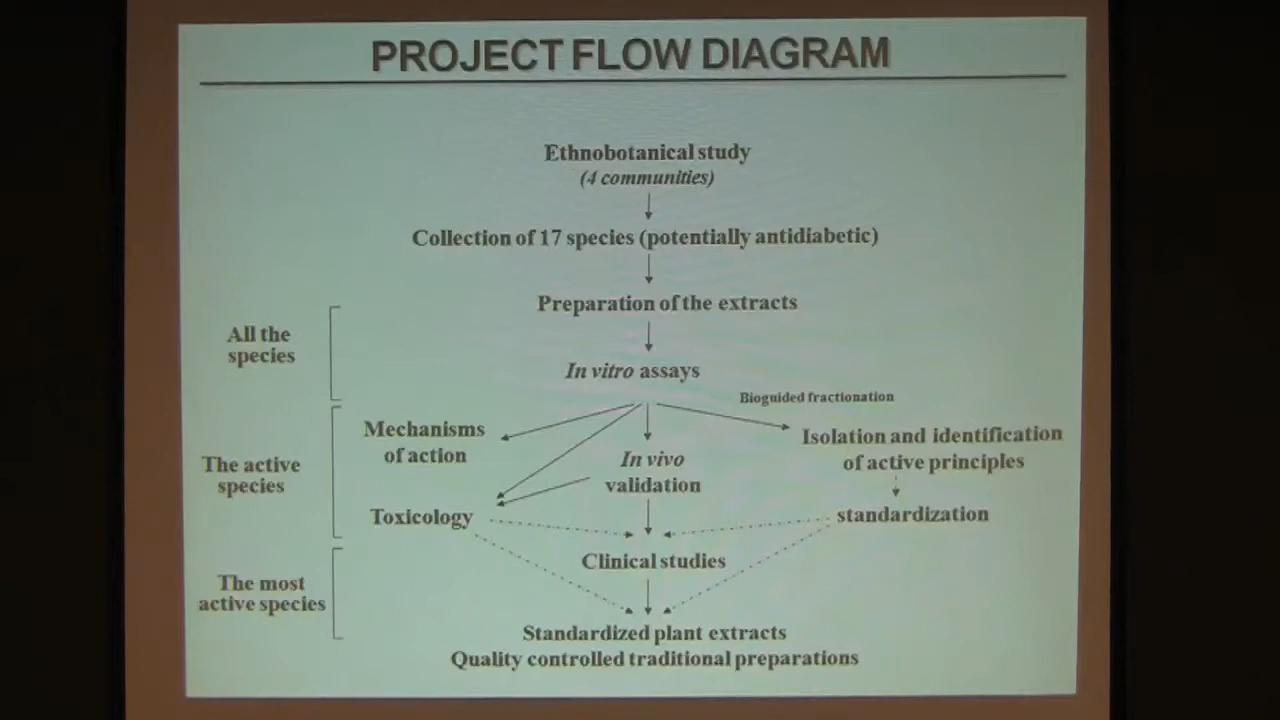 PROJECT FLOW DIAGRAM
Ethnobotanical study
(4 communities)
Collection of 17 species (potentially antidiabetic)
Preparation of the extracts
All the
species
In vitro assays
Bioguided fractionation
Mechanisms
of action
Isolation and identification
of active principles
The active
species
In vivo
validation
Toxicology
standardization
Clinical studies
The most
active species
Standardized plant extracts
Quality controlled traditional preparations